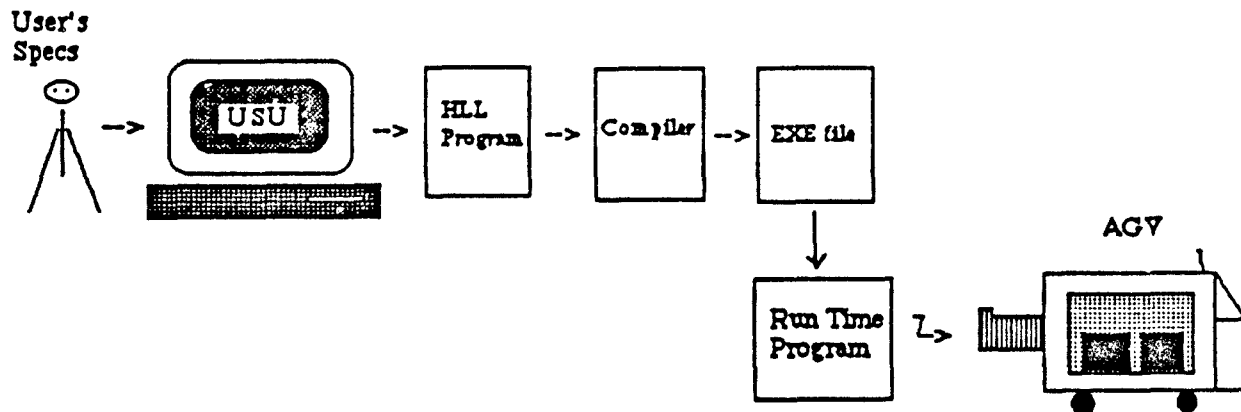 User's
Specs
USU
HLL
Program
Compiler
EXE file
AGV
Run Time
Program